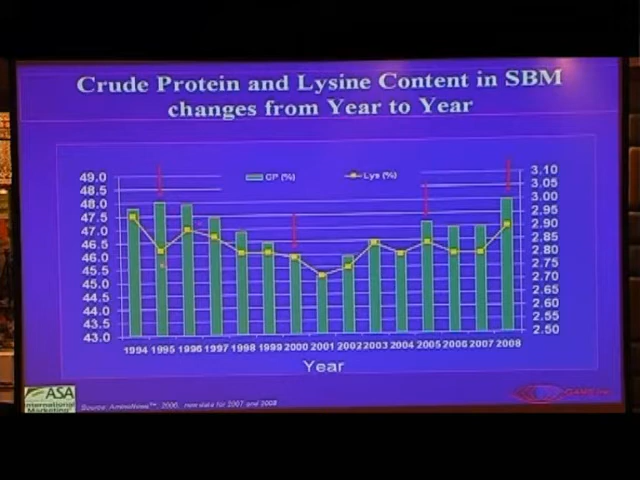 Crude Protein and Lysine Content in SBM
changes from Year to Year
CP (%)
Lys (%)
49.0
48.5
48.0
47.5
47.0
46.5
46.0
45.5
45.0
44.5
44.0
43.5
43.0
3.10
3.05
3.00
2.95
2.90
2.85
2.80
2.75
2.70
2.65
2.60
2.55
2.50
1994 1995 1996 1997 1998 1999 2000 2001 2002 2003 2004 2005 2006 2007 2008
Year
ASA
International
Marketing
Source: AminoNews™, 2006, new data for 2007 and 2008